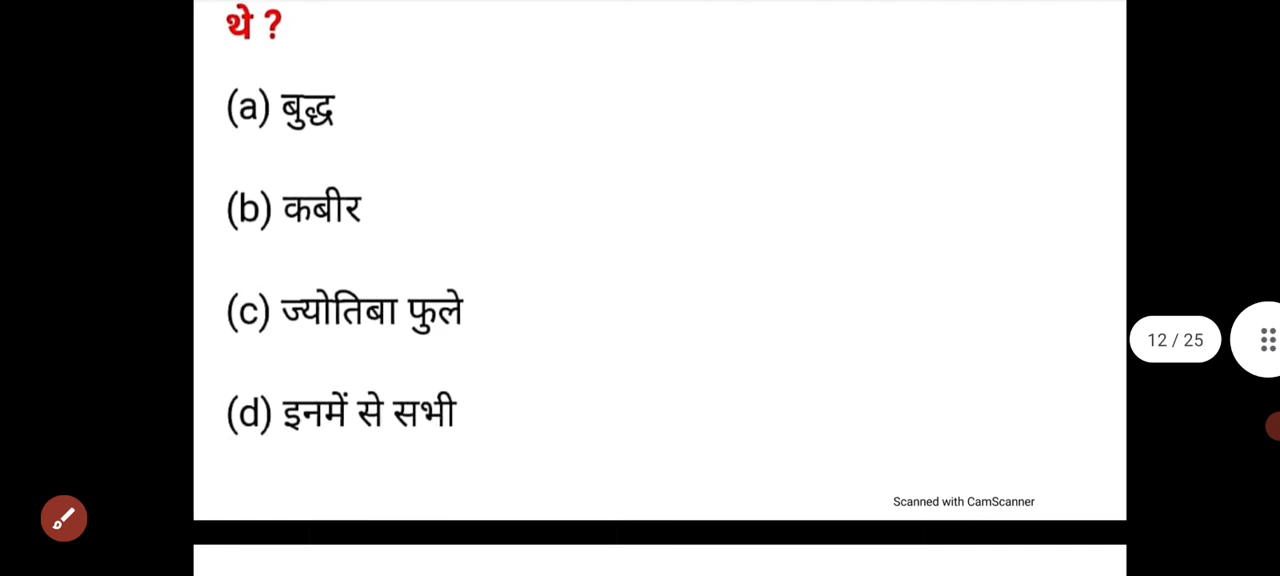 थे ?
(a) बुद्ध
(b) कबीर
(c) ज्योतिबा फुले
12 / 25
(d) इनमें से सभी
Scanned with CamScanner